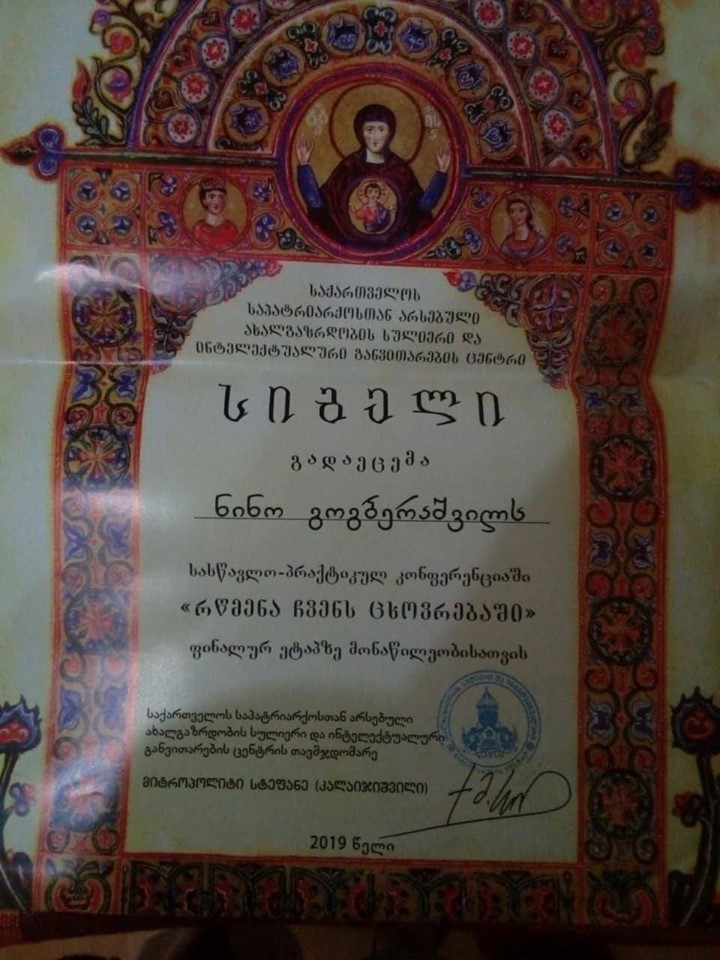 საქართველოს
საპატრიარქოსთან არსებული
ახალგაზრდობის სულიერი და
ინტელექტუალური განვითარების ცენტრი
სიგელი
გადაეცემა
ნინო გოგბერაშვილს
სასწავლო-პრაქტიკულ კონფერენციაში
«რწმენა ჩვენს ცხოვრებაში»
ფინალურ ეტაპზე მონაწილეობისათვის
საქართველოს საპატრიარქოსთან არსებული
ახალგაზრდობის სულიერი და ინტელექტუალური
განვითარების ცენტრის თავმჯდომარე
მიტროპოლიტი სტეფანე (კალაიჯიშვილი)
2019 წელი